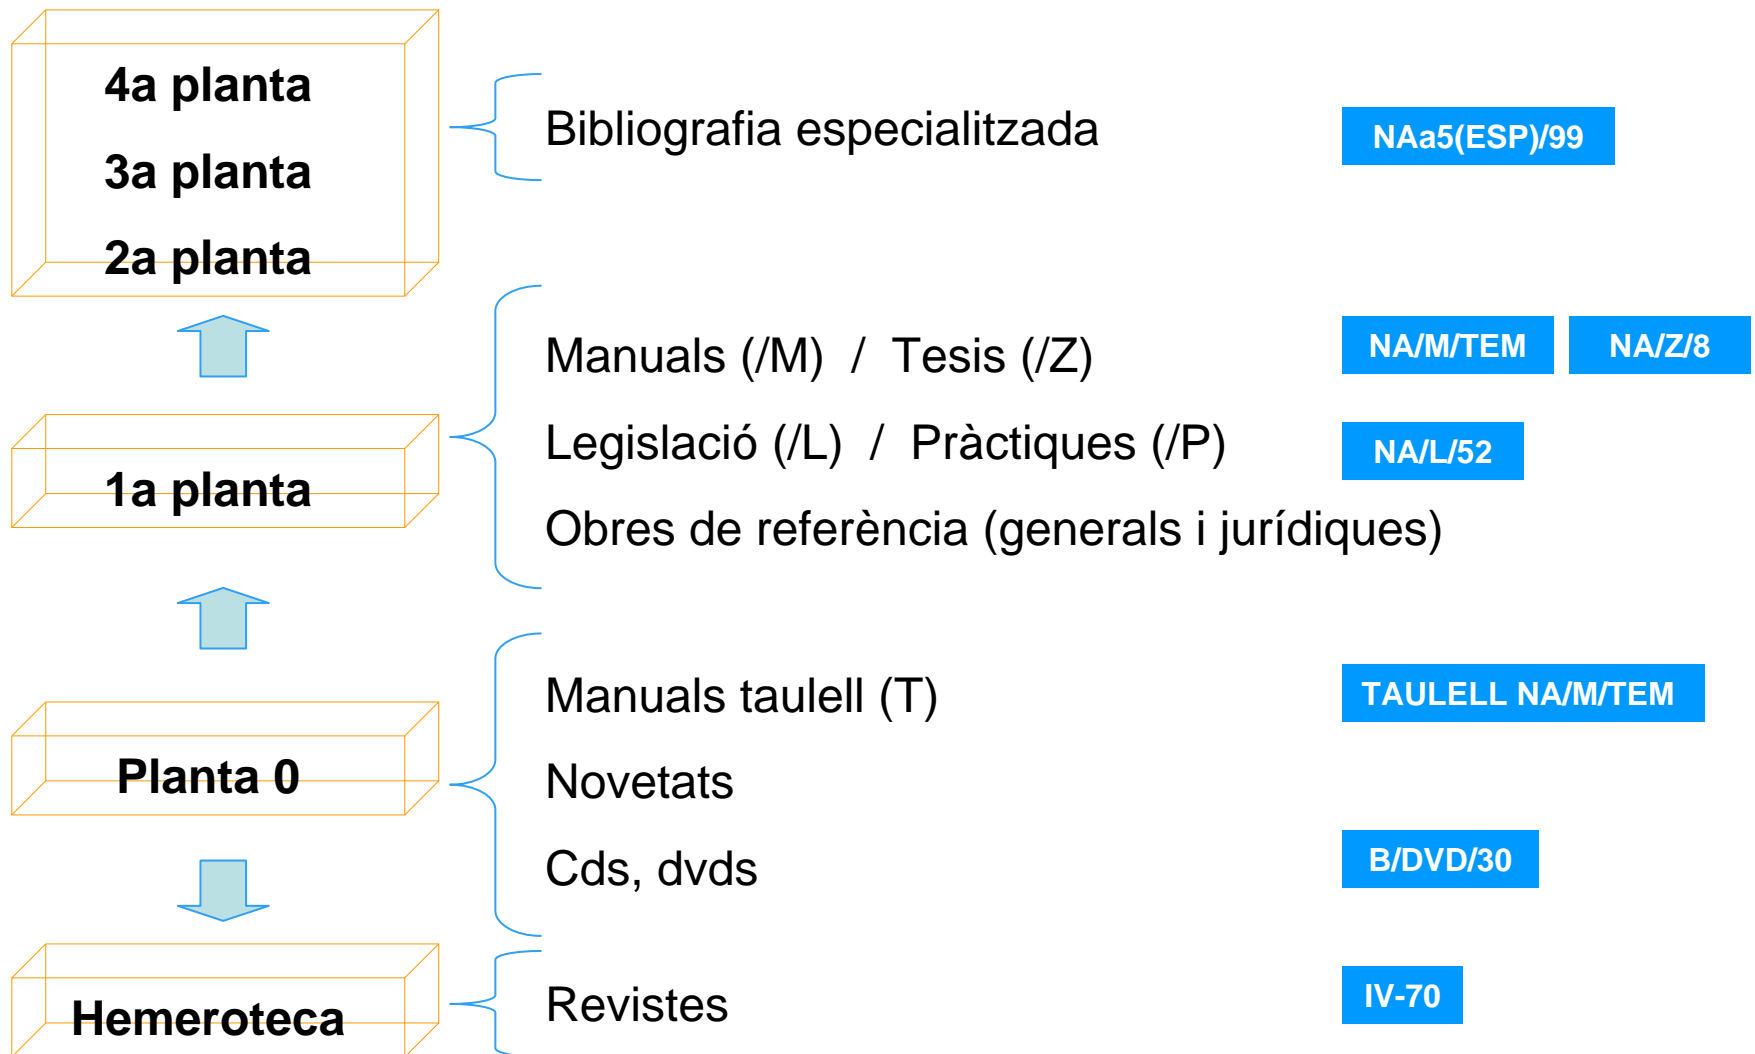 4a planta
3a planta
2a planta
Bibliografia especialitzada
NAa5(ESP)/99
1a planta
Manuals (/M) / Tesis (/Z)
NA/M/TEM
NA/Z/8
Legislació (/L) / Pràctiques (/P)
NA/L/52
Obres de referència (generals i jurídiques)
Planta 0
Manuals taulell (T)
TAULELL NA/M/TEM
Novetats
Cds, dvds
B/DVD/30
Hemeroteca
Revistes
IV-70